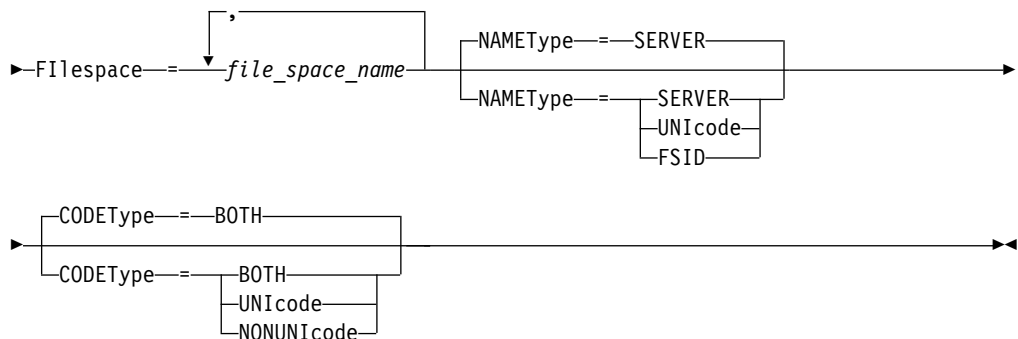 ,
NAMEType = SERVER
FIlespace = file_space_name
NAMEType = SERVER
UNIcode
FSID
CODEType = BOTH
CODEType = BOTH
UNIcode
NONUNIcode